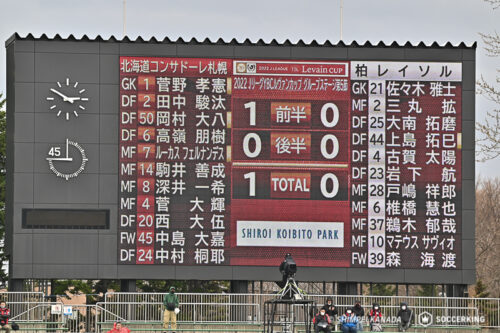 2022 J.LEAGUE YBC Levain CUP
北海道コンサドーレ札幌
2022 JリーグYBCルヴァンカップ グループステージ第5節
柏レイソル
GK 1 菅野 孝憲
DF 2 田中 駿汰
DF 50 岡村 大八
DF 6 高嶺 朋樹
MF 7 ルーカス フェルナンデス
MF 14 駒井 善成
MF 8 深井 一希
MF 4 菅 大輝
DF 20 西 大伍
FW 45 中島 大嘉
DF 24 中村 桐耶
1 前半 0
0 後半 0
1 TOTAL 0
SHIROI KOIBITO PARK
GK 21 佐々木 雅士
MF 2 三丸 拡
DF 25 大南 拓磨
DF 44 上島 拓巳
DF 4 古賀 太陽
DF 23 岩下 航
MF 28 戸嶋 祥郎
MF 6 椎橋 慧也
MF 37 鵜木 郁哉
MF 10 マテウス サヴィオ
FW 39 森 海渡
45
SOCCERKING